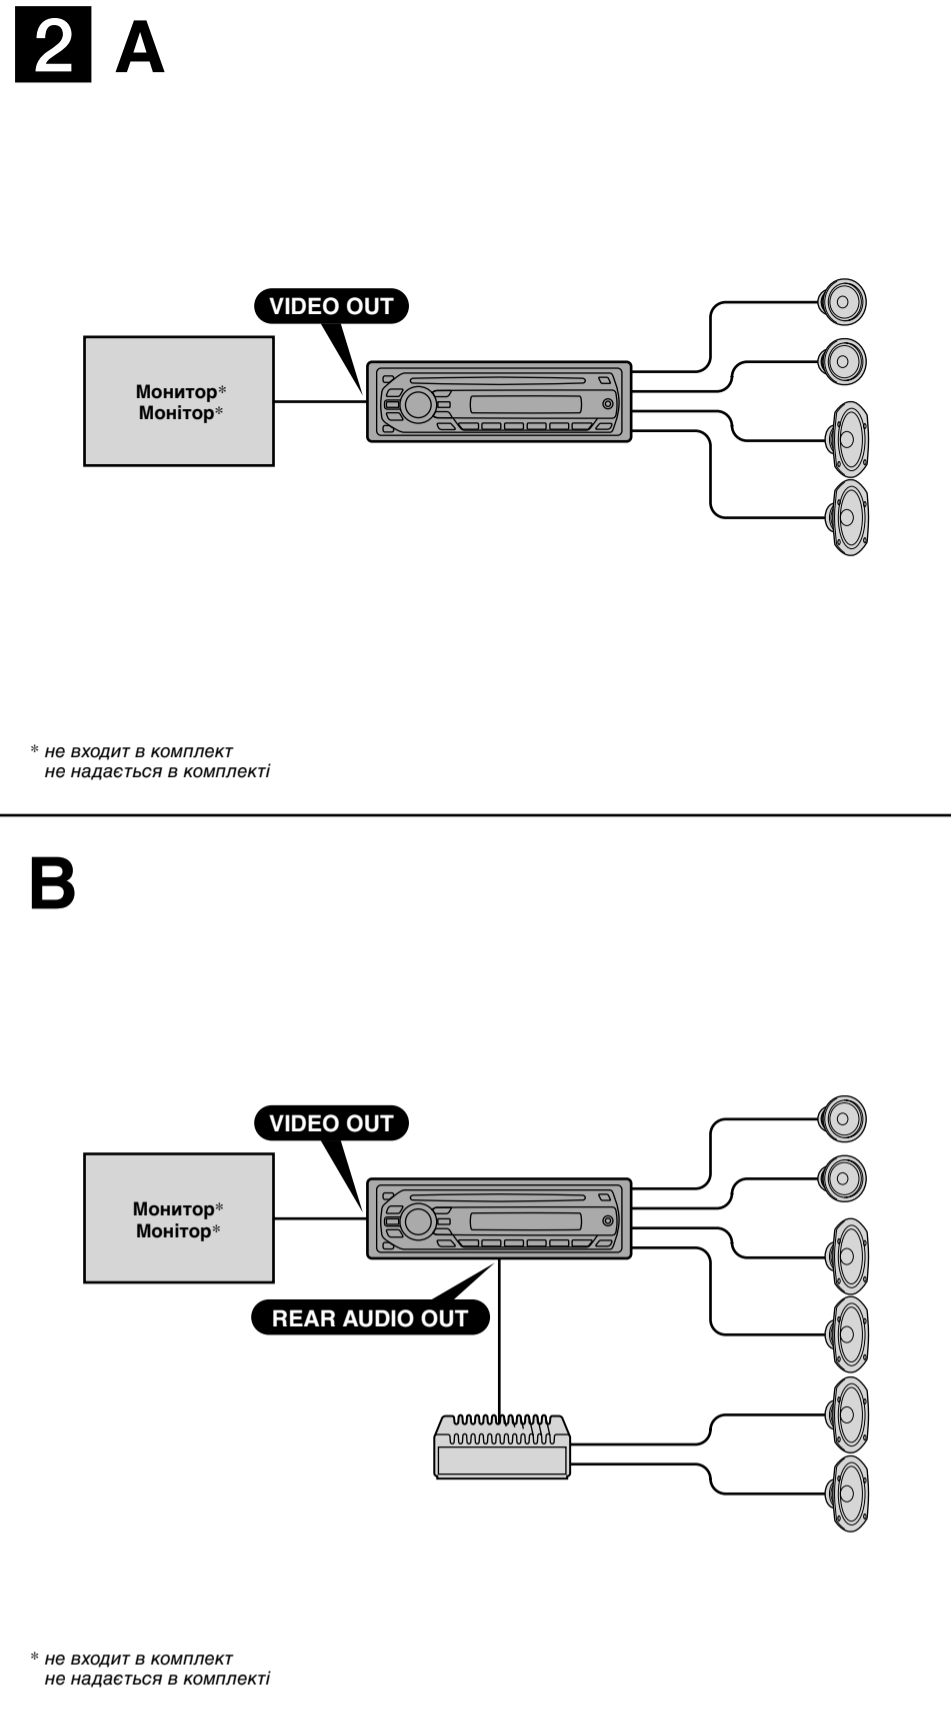 2 A
VIDEO OUT
Монитор*
Монітор*
* не входит в комплект
не надається в комплекті
B
VIDEO OUT
Монитор*
Монітор*
REAR AUDIO OUT
* не входит в комплект
не надається в комплекті